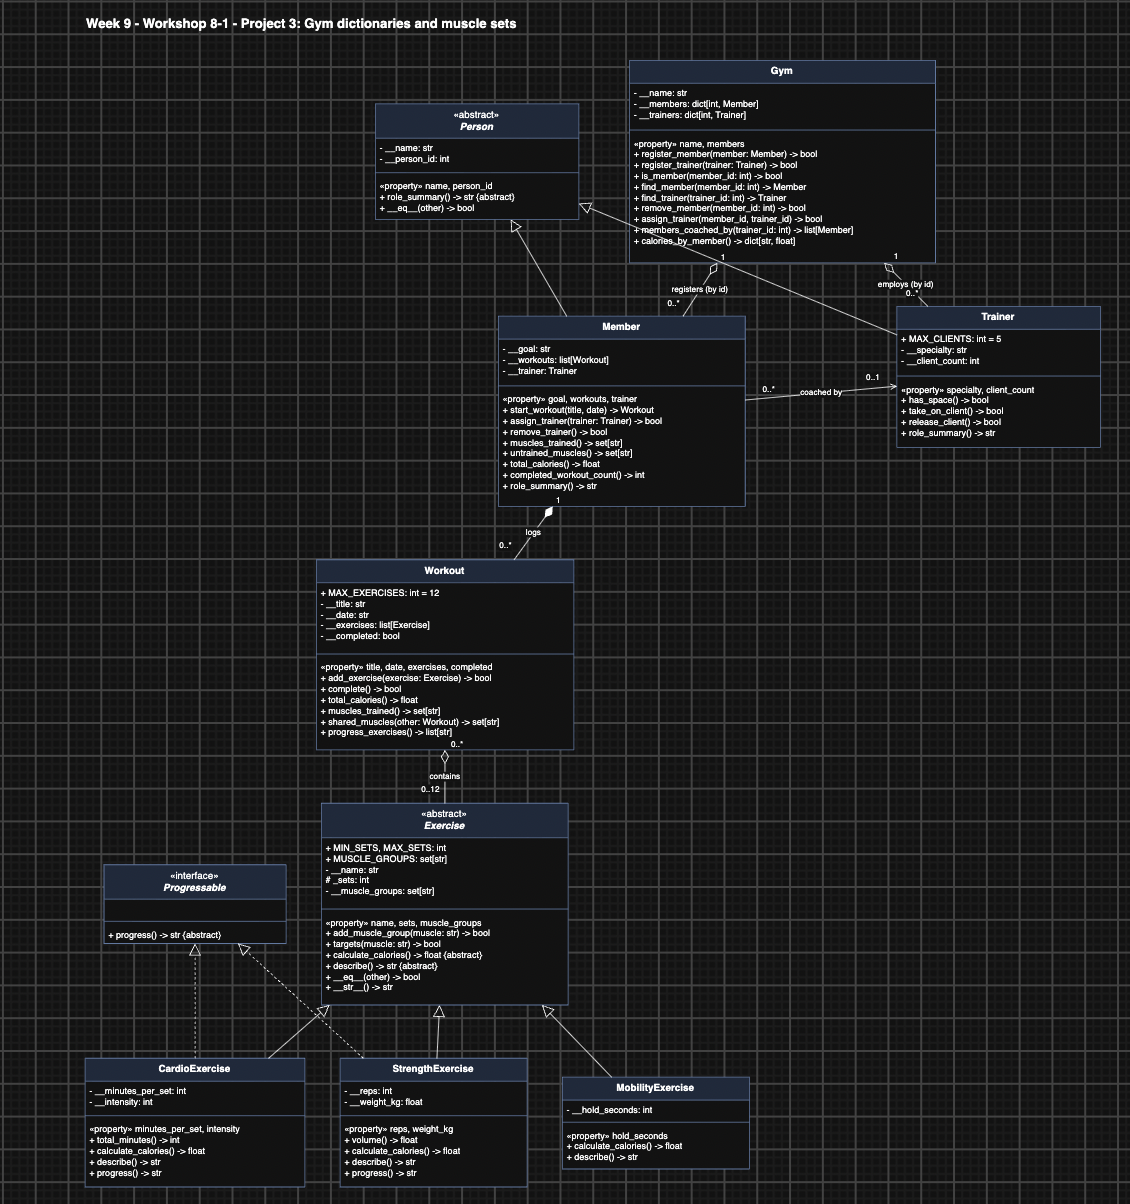 Week 9 - Workshop 8-1 - Project 3: Gym dictionaries and muscle sets
Gym
- __name: str
- __members: dict[int, Member]
- __trainers: dict[int, Trainer]
«property» name, members
+ register_member(member: Member) -> bool
+ register_trainer(trainer: Trainer) -> bool
+ is_member(member_id: int) -> bool
+ find_member(member_id: int) -> Member
+ find_trainer(trainer_id: int) -> Trainer
+ remove_member(member_id: int) -> bool
+ assign_trainer(member_id, trainer_id) -> bool
+ members_coached_by(trainer_id: int) -> list[Member]
+ calories_by_member() -> dict[str, float]
«abstract»
Person
- __name: str
- __person_id: int
«property» name, person_id
+ role_summary() -> str {abstract}
+ __eq__(other) -> bool
1
registers (by id)
0..*
1
employs (by id)
0..*
Member
- __goal: str
- __workouts: list[Workout]
- __trainer: Trainer
«property» goal, workouts, trainer
+ start_workout(title, date) -> Workout
+ assign_trainer(trainer: Trainer) -> bool
+ remove_trainer() -> bool
+ muscles_trained() -> set[str]
+ untrained_muscles() -> set[str]
+ total_calories() -> float
+ completed_workout_count() -> int
+ role_summary() -> str
Trainer
+ MAX_CLIENTS: int = 5
- __specialty: str
- __client_count: int
«property» specialty, client_count
+ has_space() -> bool
+ take_on_client() -> bool
+ release_client() -> bool
+ role_summary() -> str
0..*
coached by
0..1
1
logs
0..*
Workout
+ MAX_EXERCISES: int = 12
- __title: str
- __date: str
- __exercises: list[Exercise]
- __completed: bool
«property» title, date, exercises, completed
+ add_exercise(exercise: Exercise) -> bool
+ complete() -> bool
+ total_calories() -> float
+ muscles_trained() -> set[str]
+ shared_muscles(other: Workout) -> set[str]
+ progress_exercises() -> list[str]
0..*
contains
0..12
«abstract»
Exercise
+ MIN_SETS, MAX_SETS: int
+ MUSCLE_GROUPS: set[str]
- __name: str
# _sets: int
- __muscle_groups: set[str]
«property» name, sets, muscle_groups
+ add_muscle_group(muscle: str) -> bool
+ targets(muscle: str) -> bool
+ calculate_calories() -> float {abstract}
+ describe() -> str {abstract}
+ __eq__(other) -> bool
+ __str__() -> str
«interface»
Progressable
+ progress() -> str {abstract}
CardioExercise
- __minutes_per_set: int
- __intensity: int
«property» minutes_per_set, intensity
+ total_minutes() -> int
+ calculate_calories() -> float
+ describe() -> str
+ progress() -> str
StrengthExercise
- __reps: int
- __weight_kg: float
«property» reps, weight_kg
+ volume() -> float
+ calculate_calories() -> float
+ describe() -> str
+ progress() -> str
MobilityExercise
- __hold_seconds: int
«property» hold_seconds
+ calculate_calories() -> float
+ describe() -> str